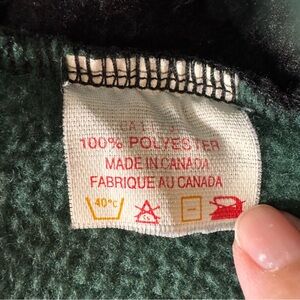 100% POLYESTER
MADE IN CANADA
FABRIQUE AU CANADA
40°C